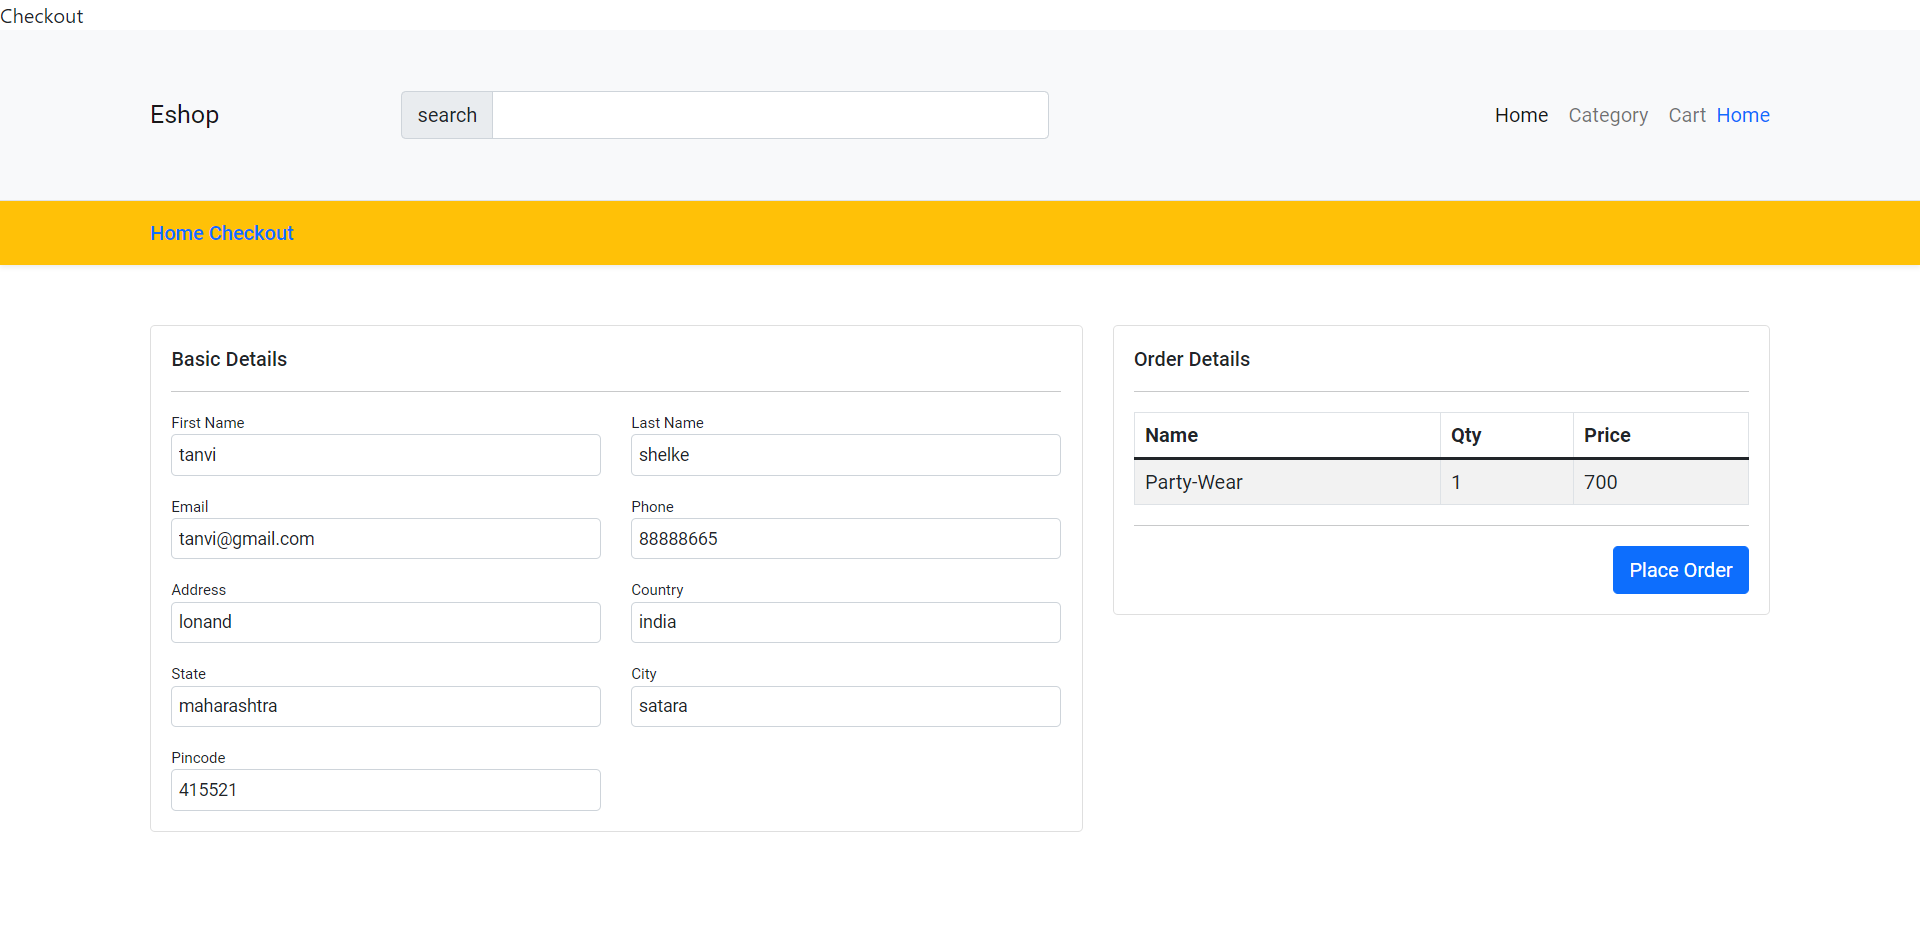 Checkout
Eshop search Home Category Cart Home
Home Checkout
Basic Details
First Name Last Name
tanvi shelke
Email Phone
tanvi@gmail.com 88888665
Address Country
lonand india
State City
maharashtra satara
Pincode
415521
Order Details
Name Qty Price
Party-Wear 1 700
Place Order